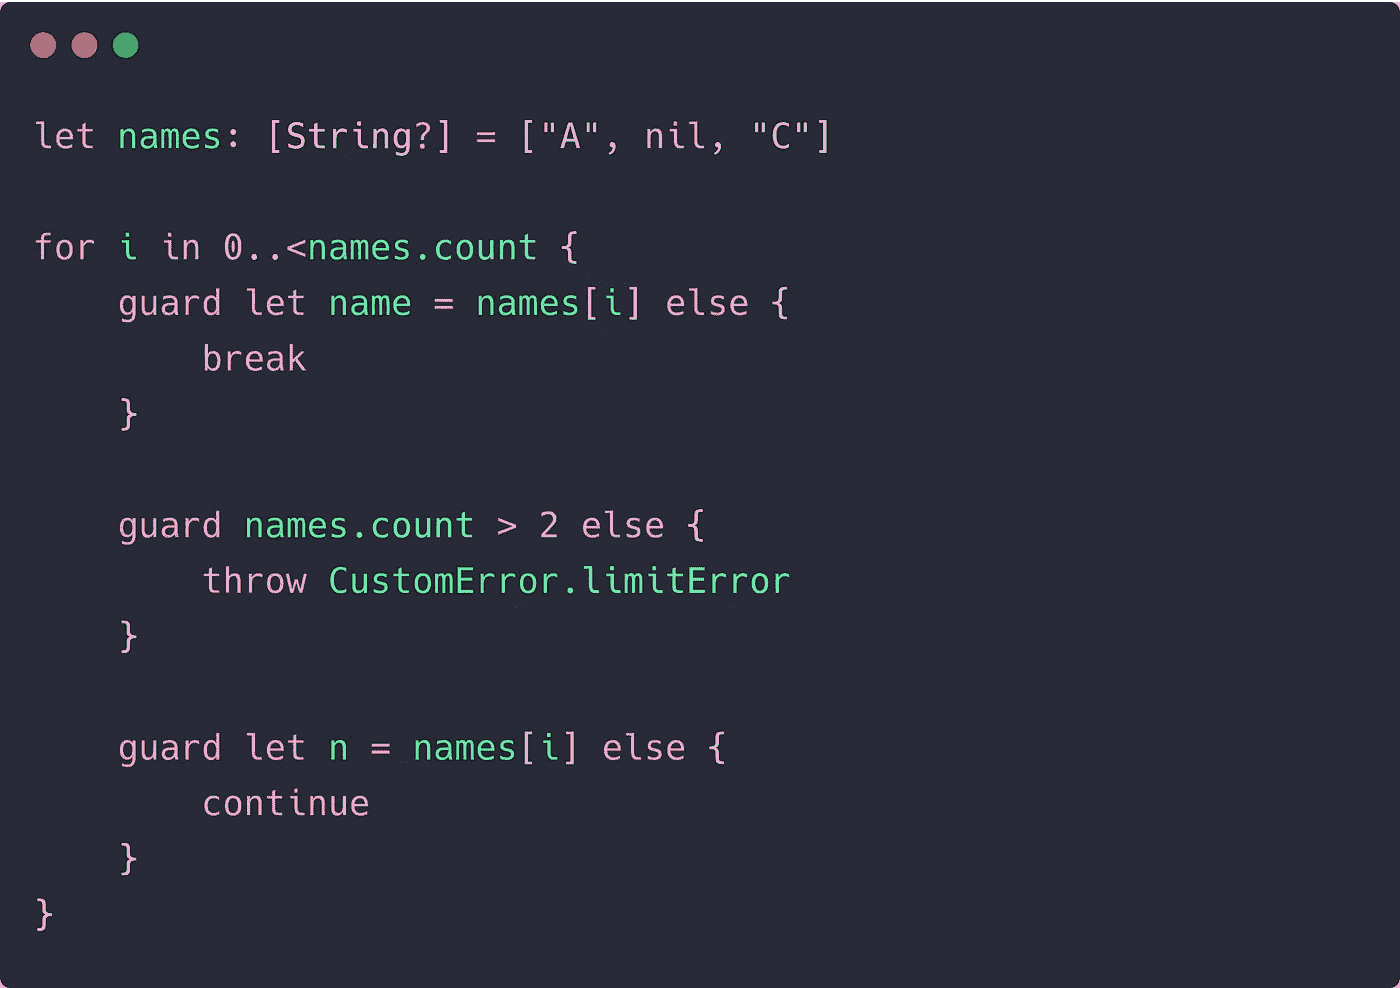 let names: [String?] = ["A", nil, "C"]
for i in 0..<names.count {
guard let name = names[i] else {
break
}
guard names.count > 2 else {
throw CustomError.limitError
}
guard let n = names[i] else {
continue
}
}